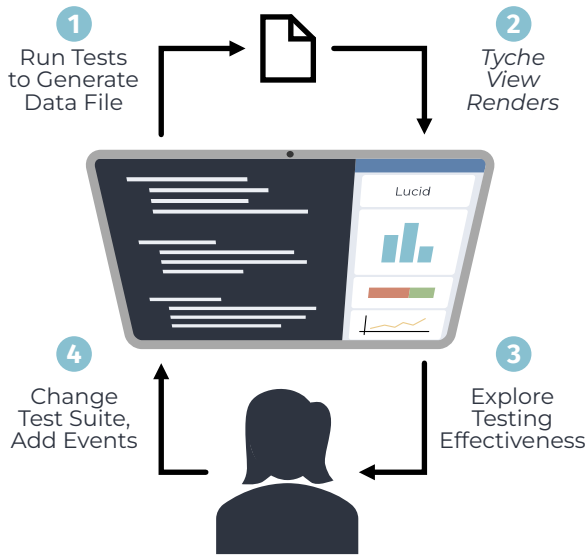 1
Run Tests
to Generate
Data File
2
Tyche
View
Renders
Lucid
3
Explore
Testing
Effectiveness
4
Change
Test Suite,
Add Events